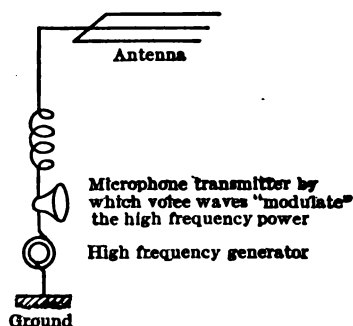 Antenna
Microphone transmitter by
which voice waves "modulate"
the high frequency power
High frequency generator
Ground